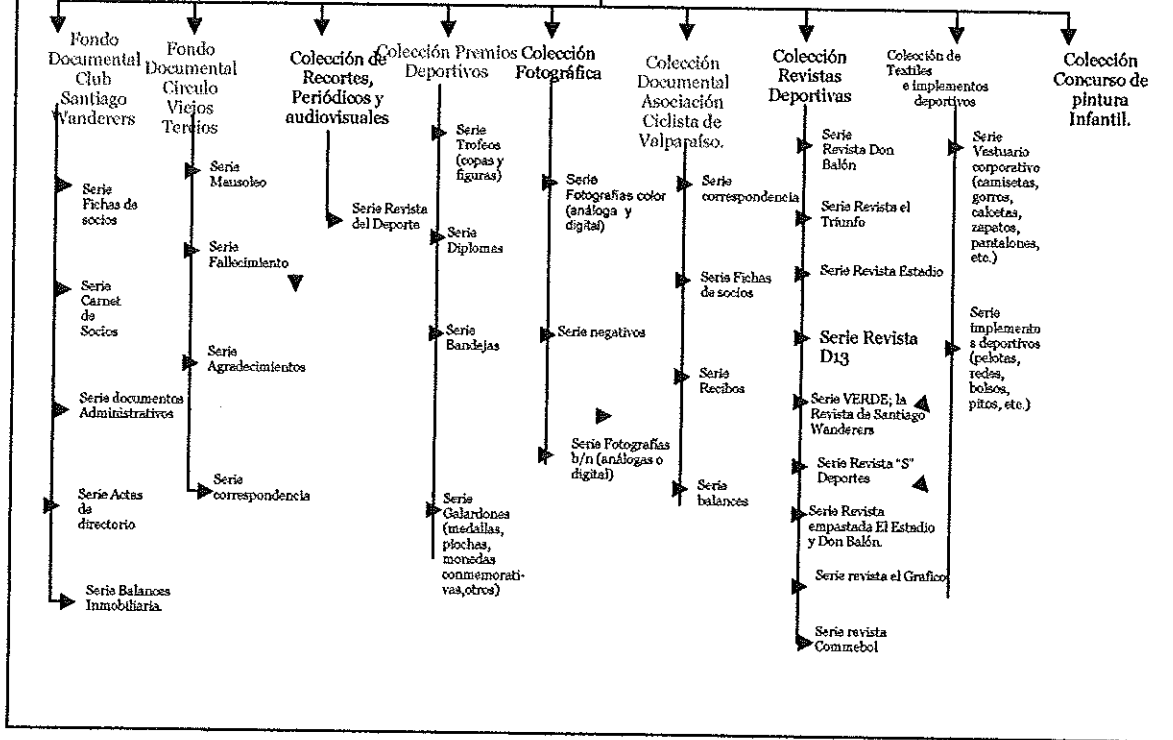 Fondo
Documental
Club
Santiago
Wanderers
Serie
Fichas de
socios
Serie
Carnet
de
Socios
Serie documentos
Administrativos
Serie Actas
de
directorio
Serie Balances
Inmobiliaria.
Fondo
Documental
Circulo
Viejos
Tercios
Serie
Mausoleo
Serie
Fallecimiento
Serie
Agradecimientos
Serie
correspondencia
Colección de
Recortes,
Periódicos y
audiovisuales
Serie Revista
del Deporte
Colección Premios
Deportivos
Serie
Trofeos
(copas y
figuras)
Serie
Diplomas
Serie
Bandejas
Serie
Galardones
(medallas,
piochas,
monedas
conmemorati-
vas,otros)
Colección
Fotográfica
Serie
Fotografías color
(análoga y
digital)
Serie negativos
Serie Fotografías
b/n (análogas o
digital)
Colección
Documental
Asociación
Ciclista de
Valparaíso.
Serie
correspondencia
Serie Fichas
de socios
Serie
Recibos
Serie
balances
Colección
Revistas
Deportivas
Serie
Revista Don
Balón
Serie Revista el
Triunfo
Serie Revista Estadio
Serie Revista
D13
Serie VERDE; la
Revista de Santiago
Wanderers
Serie Revista "S"
Deportes
Serie Revista
empastada El Estadio
y Don Balón.
Serie revista el Grafico
Serie revista
Commebol
Colección de
Textiles
e implementos
deportivos
Serie
Vestuario
corporativo
(camisetas,
gorros,
calcetas,
zapatos,
pantalones,
etc.)
Serie
implemento
s deportivos
(pelotas,
redes,
bolsos,
pitos, etc.)
Colección
Concurso de
pintura
Infantil.